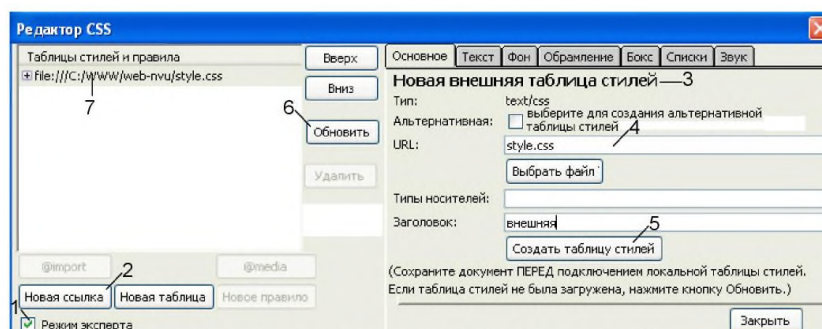 Редактор CSS
Таблицы стилей и правила
file:///C:/WWW/web-nvu/style.css
7
Вверх
Вниз
6
Обновить
Удалить
@import
@media
2
Новая ссылка
Новая таблица
Новое правило
1
Режим эксперта
Основное
Текст
Фон
Обрамление
Бокс
Списки
Звук
Новая внешняя таблица стилей—3
Тип:
text/css
Альтернативная:
выберите для создания альтернативной
таблицы стилей
4
URL:
style.css
Выбрать файл
Типы носителей:
Заголовок:
внешняя
5
Создать таблицу стилей
(Сохраните документ ПЕРЕД подключением локальной таблицы стилей.
Если таблица стилей не была загружена, нажмите кнопку Обновить.)
Закрыть